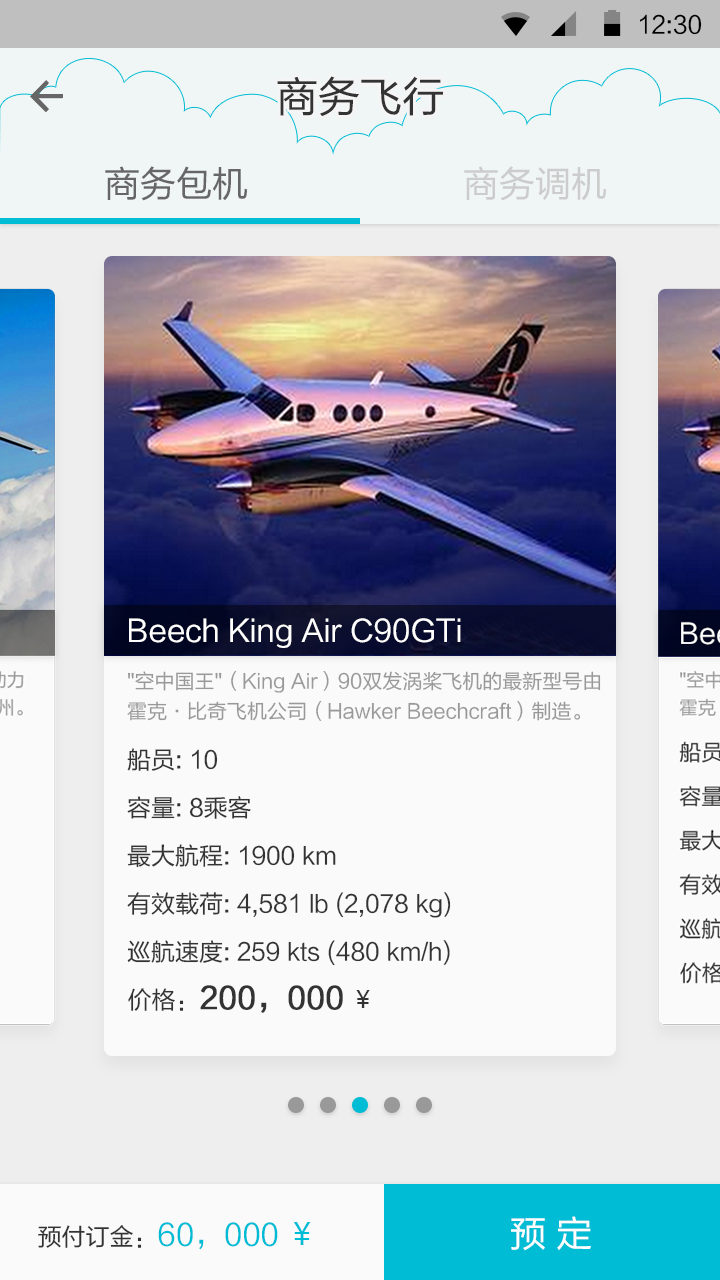 12:30
商务飞行
商务包机
商务调机
Beech King Air C90GTi
"空中国王"（King Air）90双发涡桨飞机的最新型号由
霍克·比奇飞机公司（Hawker Beechcraft）制造。
船员: 10
容量: 8乘客
最大航程: 1900 km
有效载荷: 4,581 lb (2,078 kg)
巡航速度: 259 kts (480 km/h)
价格：200，000 ¥
动力
州。
Bee
"空中
霍克
船员
容量
最大
有效
巡航
价格
预付订金：60，000 ¥
预 定